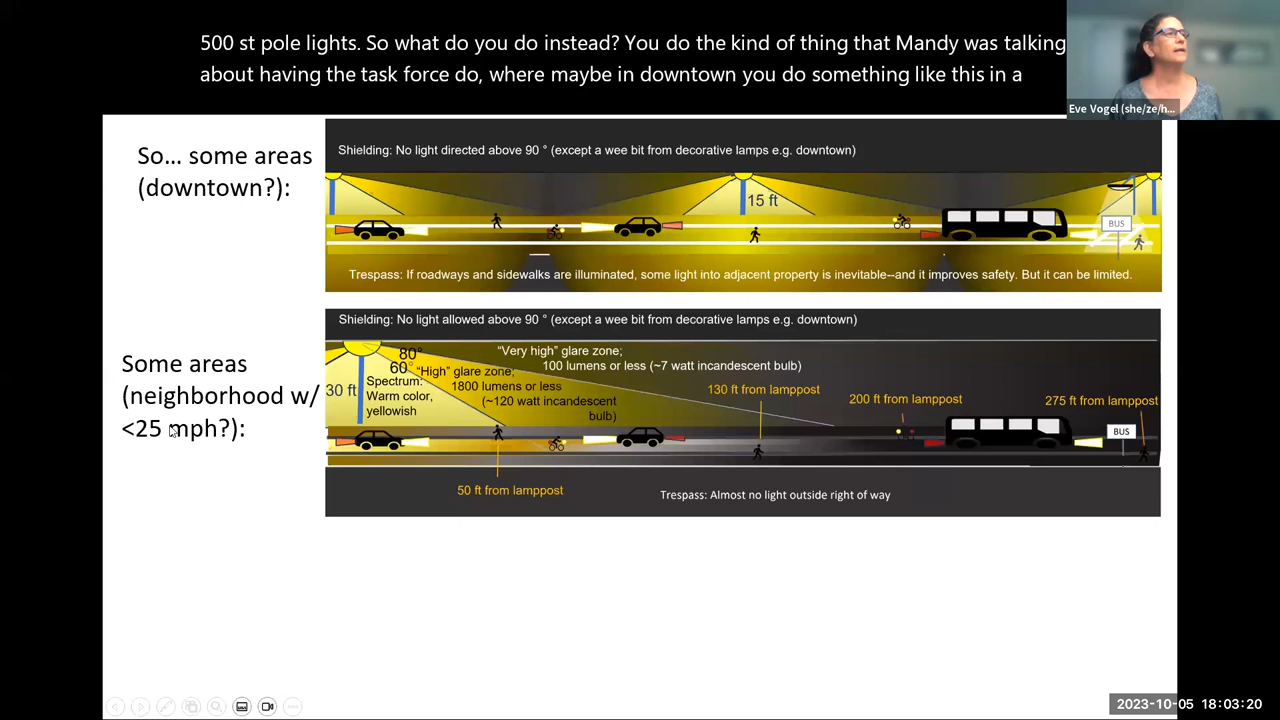 500 st pole lights. So what do you do instead? You do the kind of thing that Mandy was talking
about having the task force do, where maybe in downtown you do something like this in a
Eve Vogel (she/ze/h...
So... some areas
(downtown?):
Shielding: No light directed above 90 ° (except a wee bit from decorative lamps e.g. downtown)
15 ft
BUS
Trespass: If roadways and sidewalks are illuminated, some light into adjacent property is inevitable--and it improves safety. But it can be limited.
Some areas
(neighborhood w/
<25 mph?):
Shielding: No light allowed above 90 ° (except a wee bit from decorative lamps e.g. downtown)
80°
60°
"Very high" glare zone;
100 lumens or less (~7 watt incandescent bulb)
"High" glare zone;
1800 lumens or less
(~120 watt incandescent
bulb)
30 ft
Spectrum:
Warm color,
yellowish
130 ft from lamppost
200 ft from lamppost
275 ft from lamppost
BUS
50 ft from lamppost
Trespass: Almost no light outside right of way
2023-10-05 18:03:20